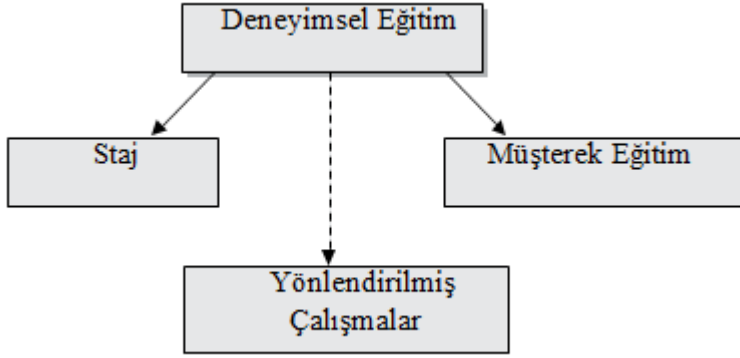 Deneyimsel Eğitim
Staj
Müşterek Eğitim
Yönlendirilmiş
Çalışmalar